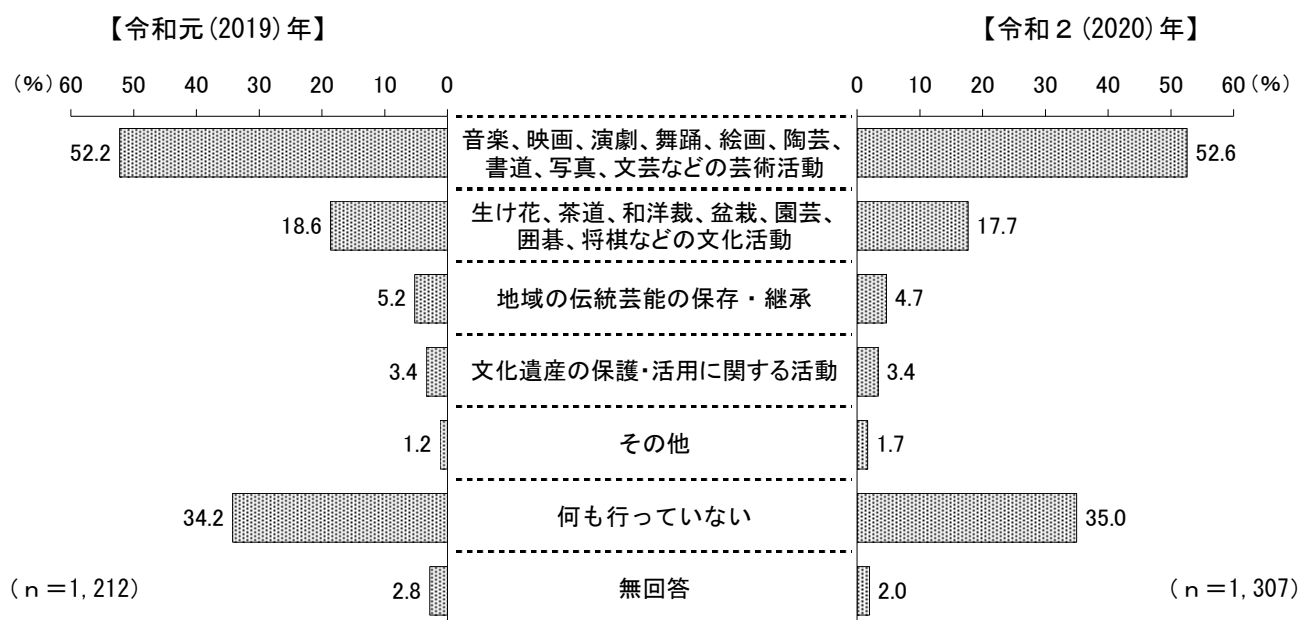 【令和元(2019)年】
【令和２(2020)年】
(%) 60 50 40 30 20 10 0
0 10 20 30 40 50 60 (%)
52.2
音楽、映画、演劇、舞踊、絵画、陶芸、
書道、写真、文芸などの芸術活動
52.6
18.6
生け花、茶道、和洋裁、盆栽、園芸、
囲碁、将棋などの文化活動
17.7
5.2
地域の伝統芸能の保存・継承
4.7
3.4
文化遺産の保護・活用に関する活動
3.4
1.2
その他
1.7
34.2
何も行っていない
35.0
(ｎ＝1,212)
2.8
無回答
2.0
(ｎ＝1,307)